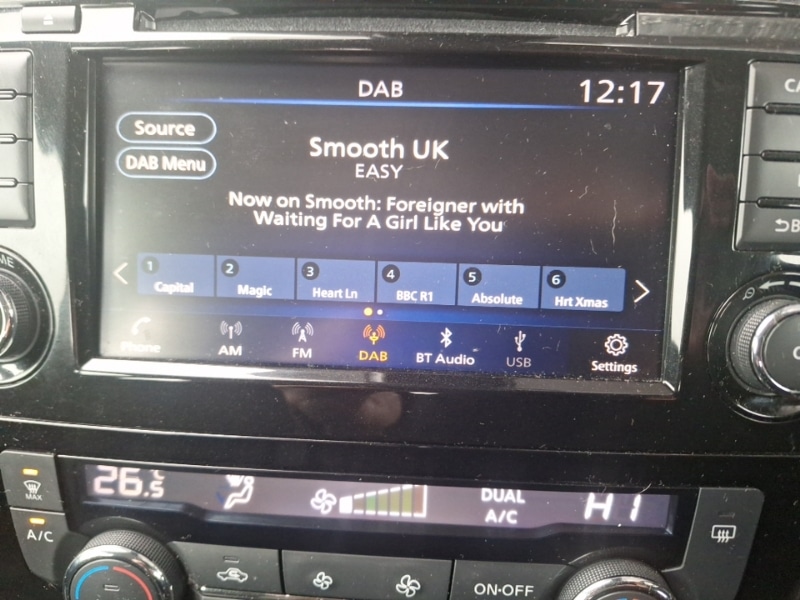 DAB
12:17
Source
Smooth UK
DAB Menu
EASY
Now on Smooth: Foreigner with
Waiting For A Girl Like You
1 2 3 4 5 6
Capital Magic Heart Ln BBC R1 Absolute Hrt Xmas
Phone AM FM DAB BT Audio USB Settings
MAX
A/C
26.5 °C
DUAL
A/C
HI
ON·OFF